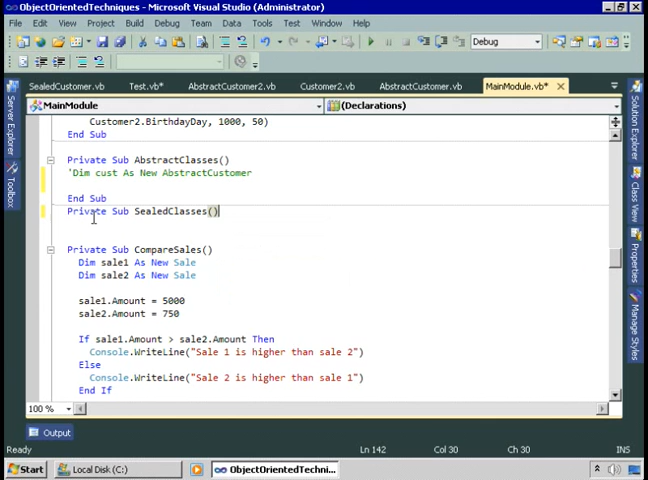 ObjectOrientedTechniques - Microsoft Visual Studio (Administrator)
File Edit View Project Build Debug Team Data Tools Test Window Help
Debug
SealedCustomer.vb Test.vb* AbstractCustomer2.vb Customer2.vb AbstractCustomer.vb MainModule.vb*
MainModule (Declarations)
Customer2.BirthdayDay, 1000, 50)
End Sub
Private Sub AbstractClasses()
'Dim cust As New AbstractCustomer
End Sub
Private Sub SealedClasses()
Private Sub CompareSales()
Dim sale1 As New Sale
Dim sale2 As New Sale
sale1.Amount = 5000
sale2.Amount = 750
If sale1.Amount > sale2.Amount Then
Console.WriteLine("Sale 1 is higher than sale 2")
Else
Console.WriteLine("Sale 2 is higher than sale 1")
End If
100 %
Output
Ln 142 Col 30 Ch 30 INS
Start Local Disk (C:) ObjectOrientedTechni...
Server Explorer
Toolbox
Solution Explorer
Class View
Properties
Manage Styles